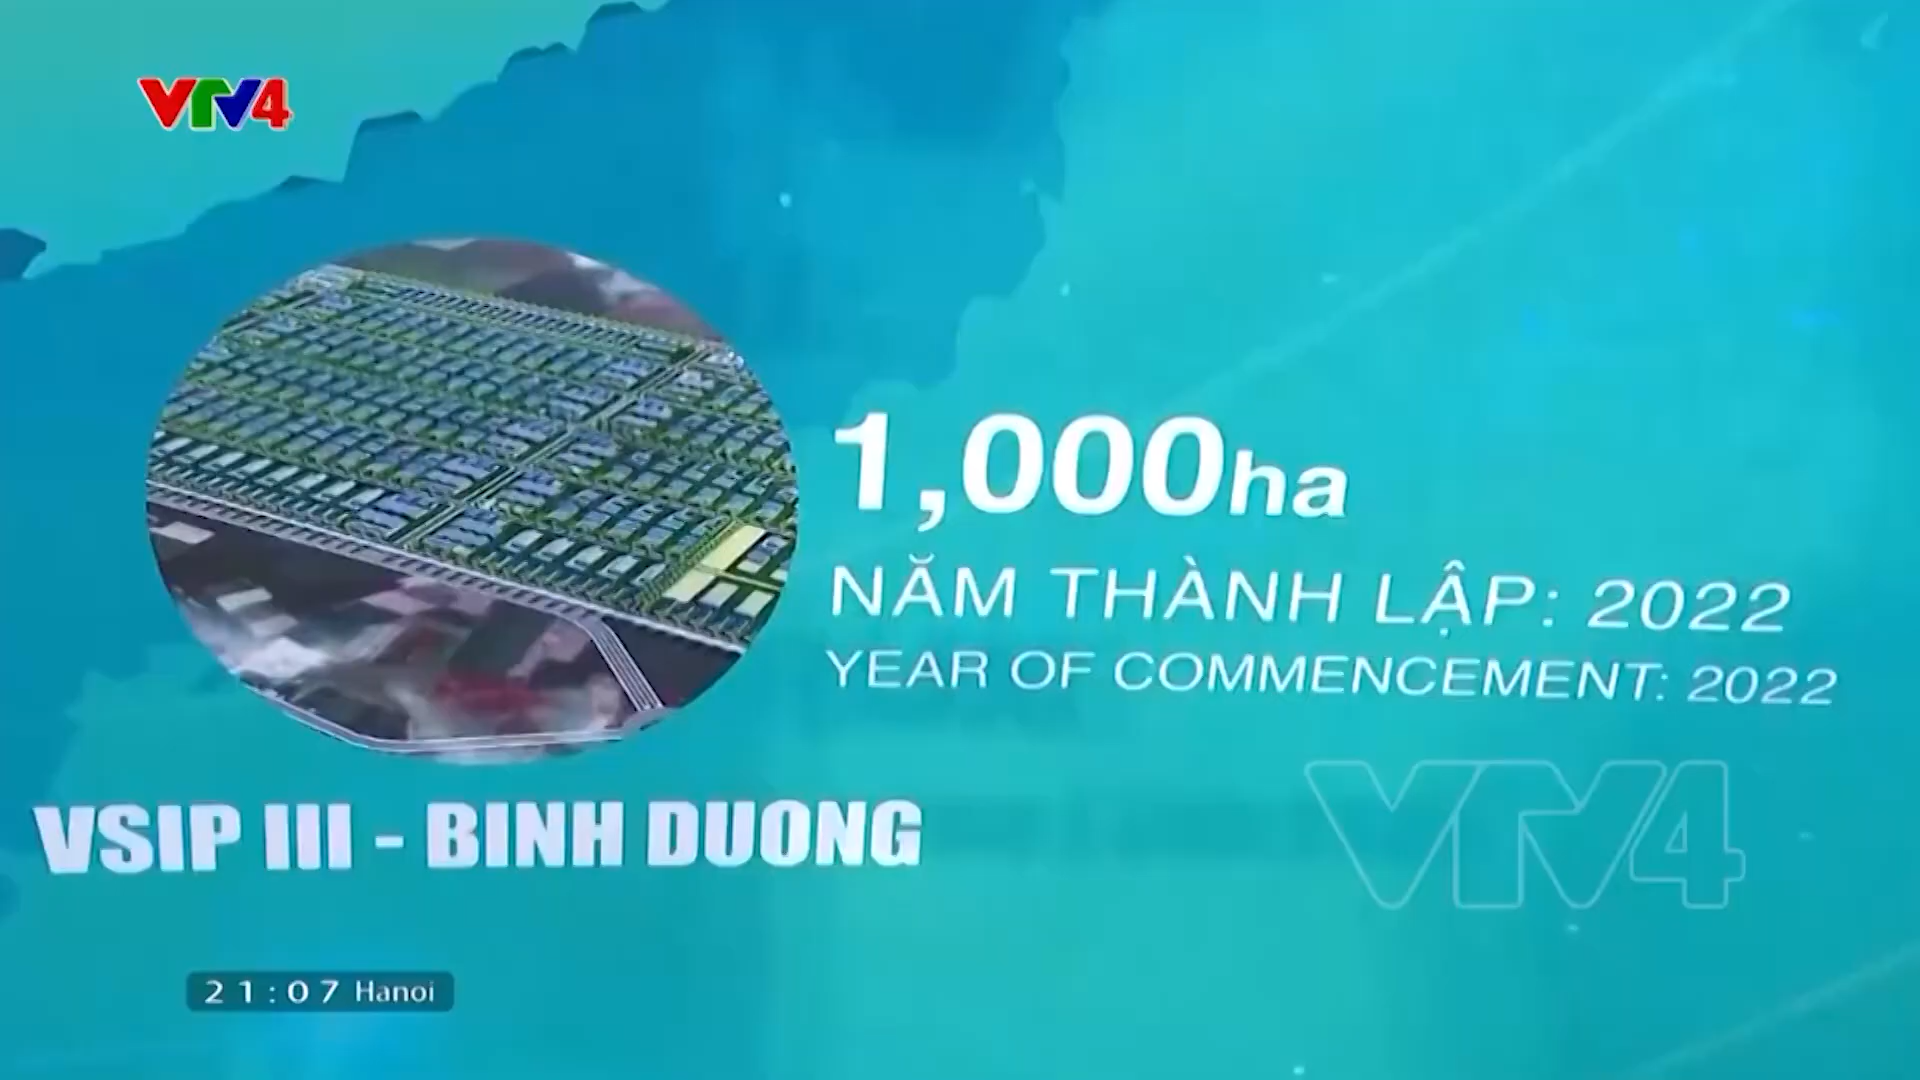 VTV4
1,000ha
NĂM THÀNH LẬP: 2022
YEAR OF COMMENCEMENT: 2022
VSIP III - BINH DUONG
VTV4
21:07 Hanoi